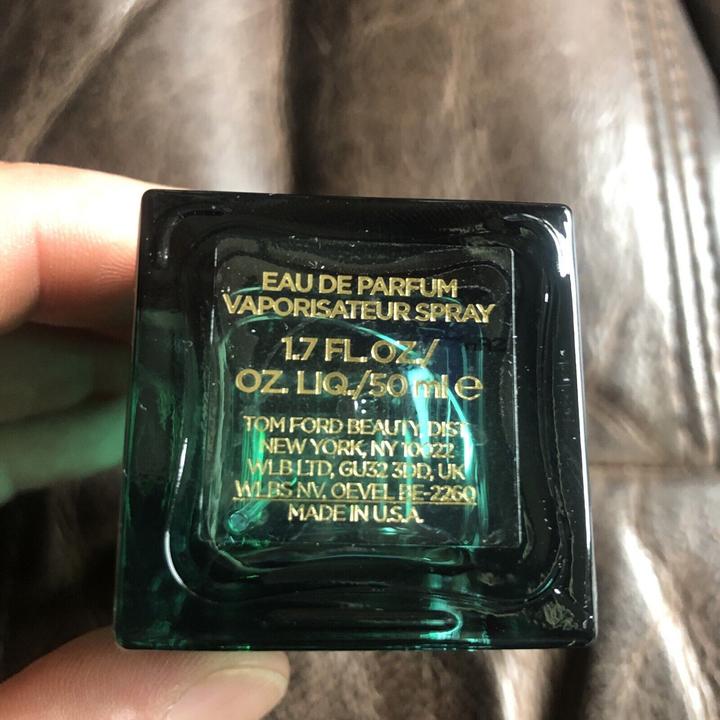 EAU DE PARFUM
VAPORISATEUR SPRAY
1.7 FL. OZ./
OZ. LIQ./50 ml ℮
TOM FORD BEAUTY, DIST.
NEW YORK, NY 10022
WLB LTD, GU32 3DD, UK
WLBS NV, OEVEL BE-2260
MADE IN U.S.A.